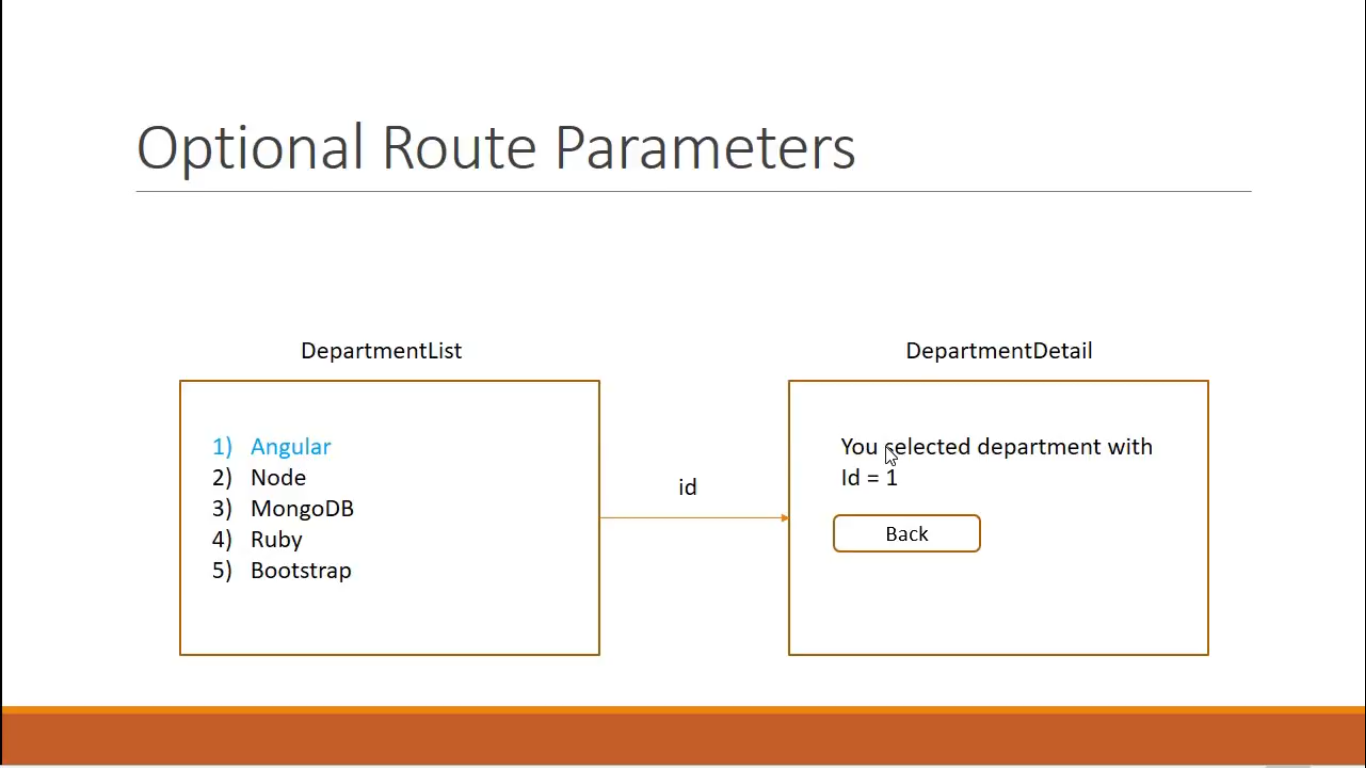 Optional Route Parameters
DepartmentList
DepartmentDetail
1) Angular
2) Node
3) MongoDB
4) Ruby
5) Bootstrap
id
You selected department with
Id = 1
Back